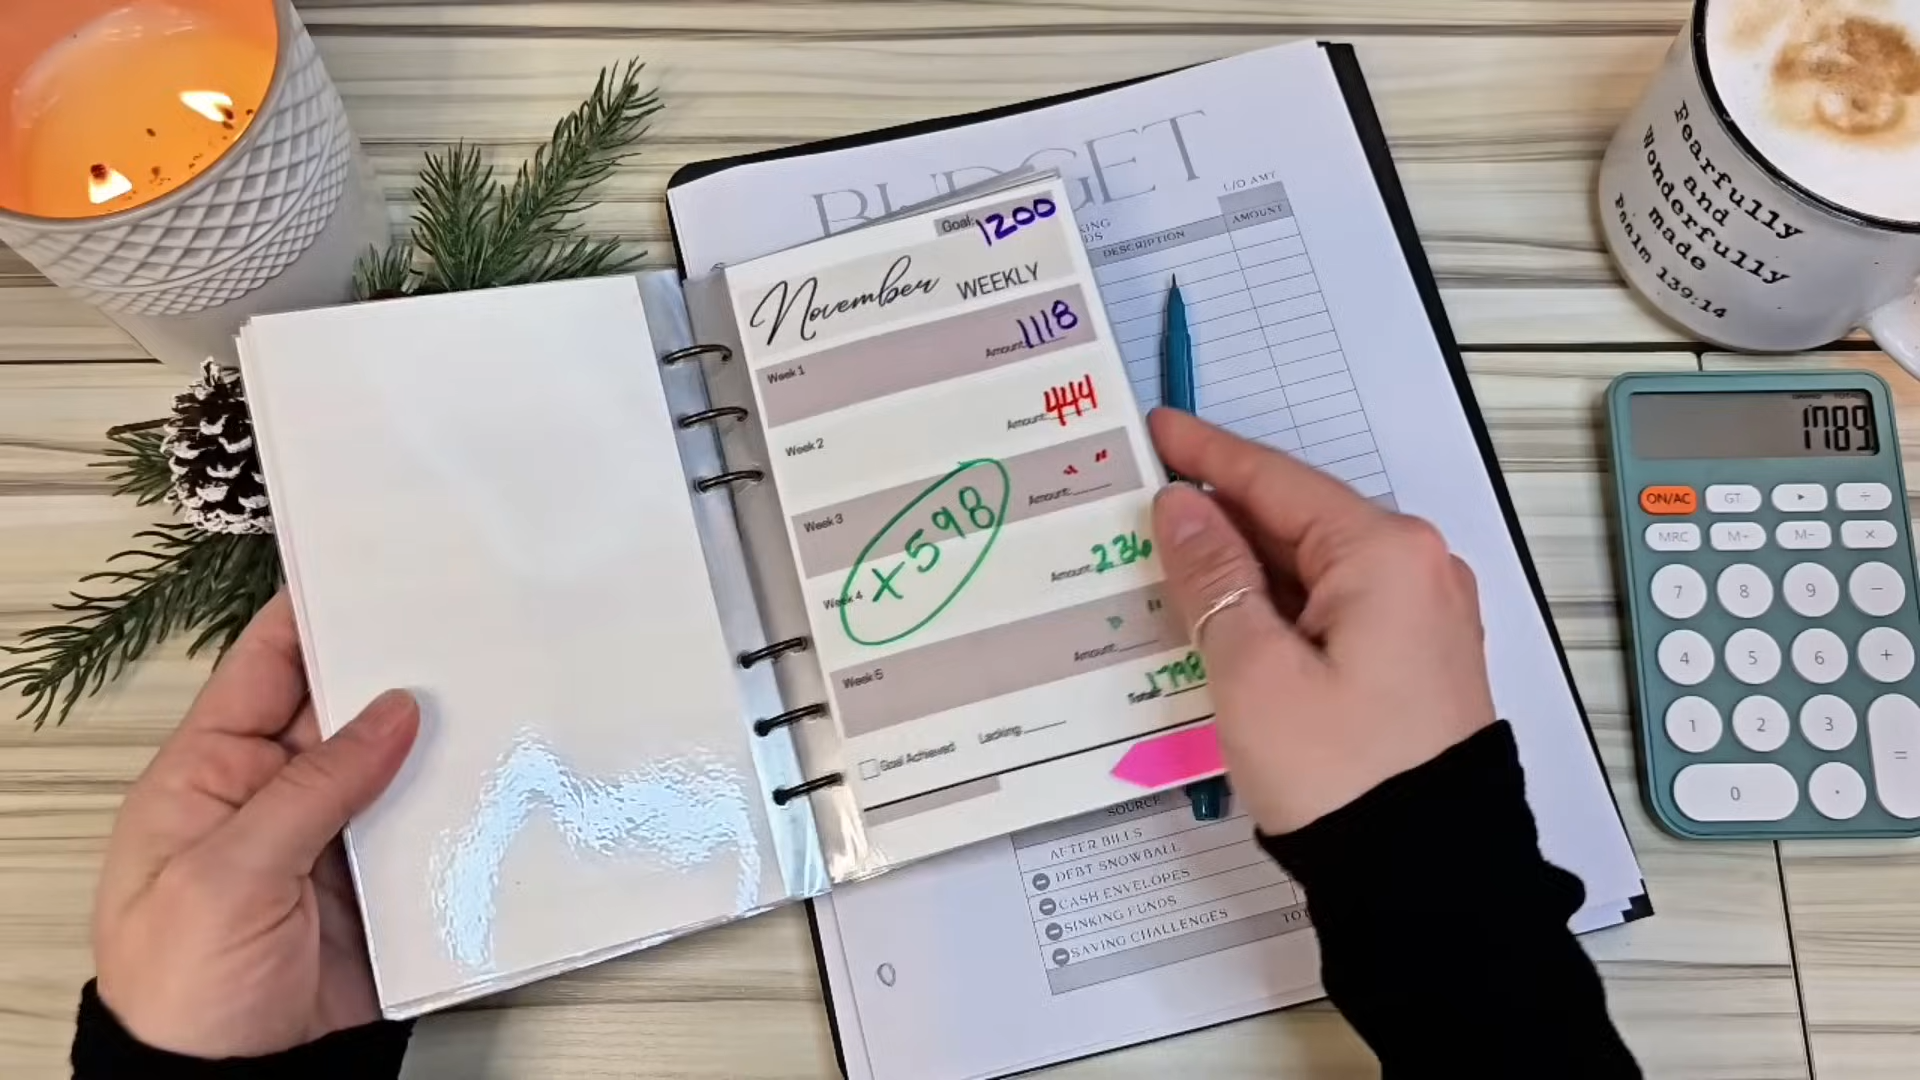 BUDGET
L/O AMT
DESCRIPTION
AMOUNT
Goal: 1200
November WEEKLY
Week 1
Amount: 1118
Week 2
Amount: 444
Week 3
Amount: " "
x598
Week 4
Amount: 236
Week 5
Amount: " "
Total: 1798
Goal Achieved Lacking:
SOURCE
AFTER BILLS
DEBT SNOWBALL
CASH ENVELOPES
SINKING FUNDS
SAVING CHALLENGES
Fearfully
and
Wonderfully
made
Psalm 139:14
GRAND TOTAL
1789
ON/AC GT ▶ ÷
MRC M+ M- ×
7 8 9 −
4 5 6 +
1 2 3 =
0 .